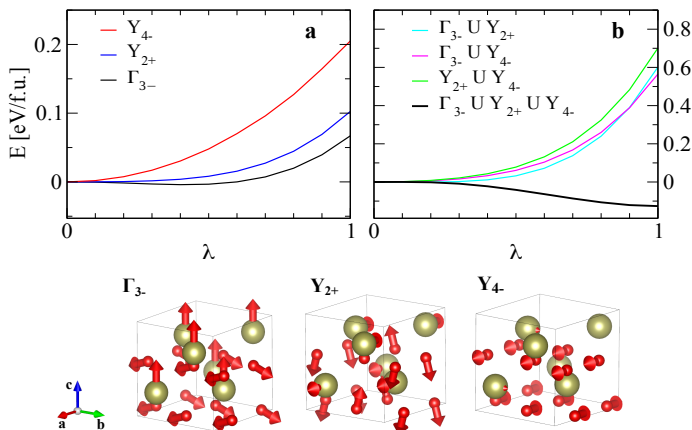 E [eV/f.u.]
0.2
0.1
0
0
1
λ
a
Y4-
Y2+
Γ3−
b
Γ3- U Y2+
Γ3- U Y4-
Y2+ U Y4-
Γ3- U Y2+ U Y4-
0.8
0.6
0.4
0.2
0
0
1
λ
Γ3-
Y2+
Y4-
c
a
b